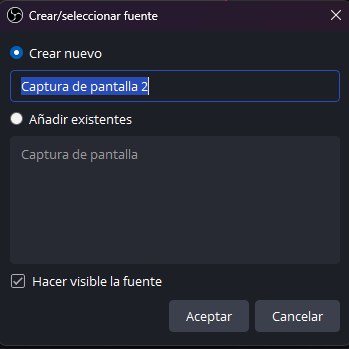 Crear/seleccionar fuente
Crear nuevo
Captura de pantalla 2
Añadir existentes
Captura de pantalla
Hacer visible la fuente
Aceptar
Cancelar